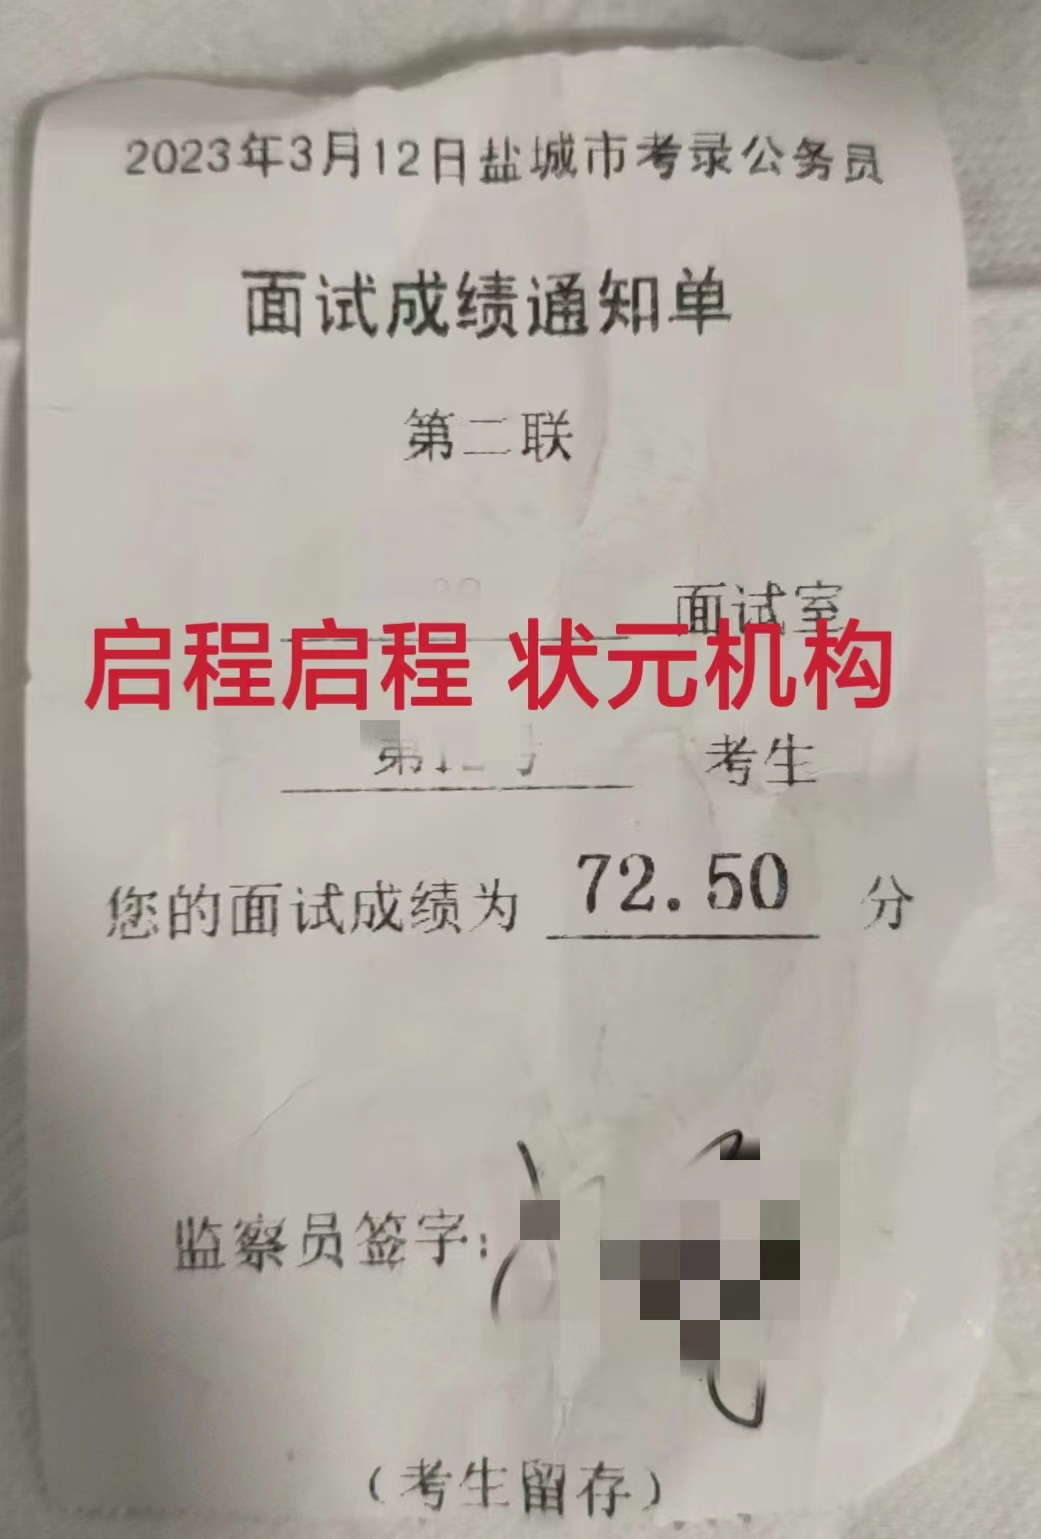 2023年3月12日盐城市考录公务员
面试成绩通知单
第二联
面试室
启程启程 状元机构
考生
您的面试成绩为 72.50 分
监察员签字:
(考生留存)